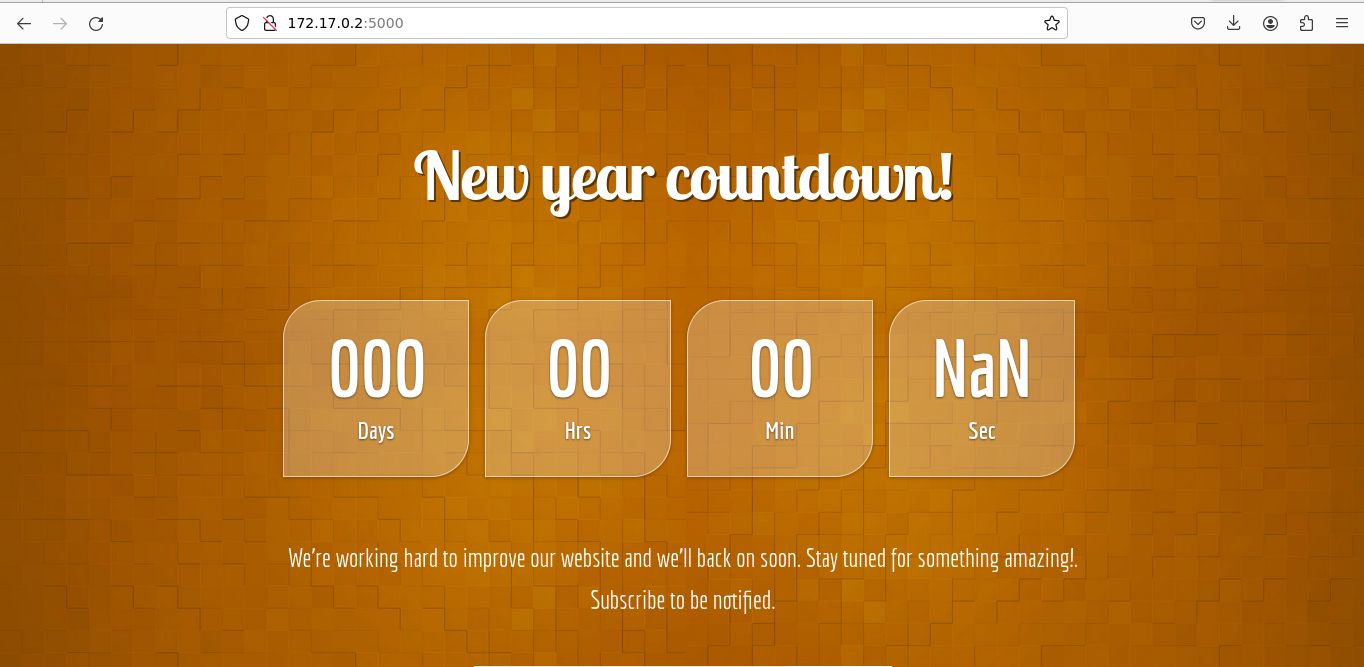 172.17.0.2:5000
New year countdown!
000 00 00 NaN
Days Hrs Min Sec
We're working hard to improve our website and we'll back on soon. Stay tuned for something amazing!.
Subscribe to be notified.